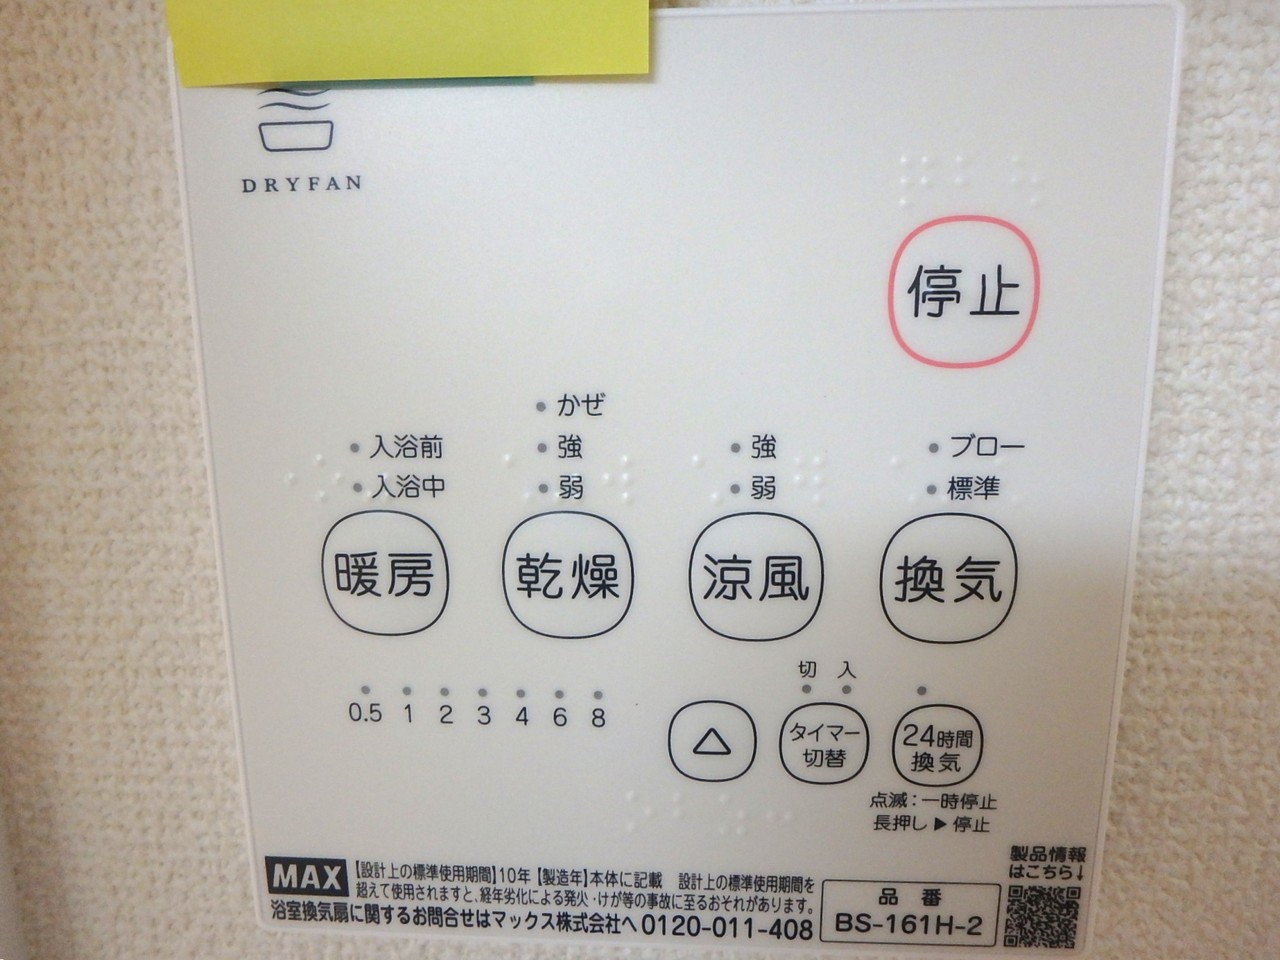 DRYFAN
停止
かぜ
入浴前
強
強
ブロー
入浴中
弱
弱
標準
暖房
乾燥
涼風
換気
切 入
0.5 1 2 3 4 6 8
△
タイマー
切替
24時間
換気
点滅：一時停止
長押し▶停止
製品情報
はこちら↓
MAX
【設計上の標準使用期間】10年【製造年】本体に記載 設計上の標準使用期間を
超えて使用されますと、経年劣化による発火・けが等の事故に至るおそれがあります。
浴室換気扇に関するお問合せはマックス株式会社へ 0120-011-408
品番
BS-161H-2